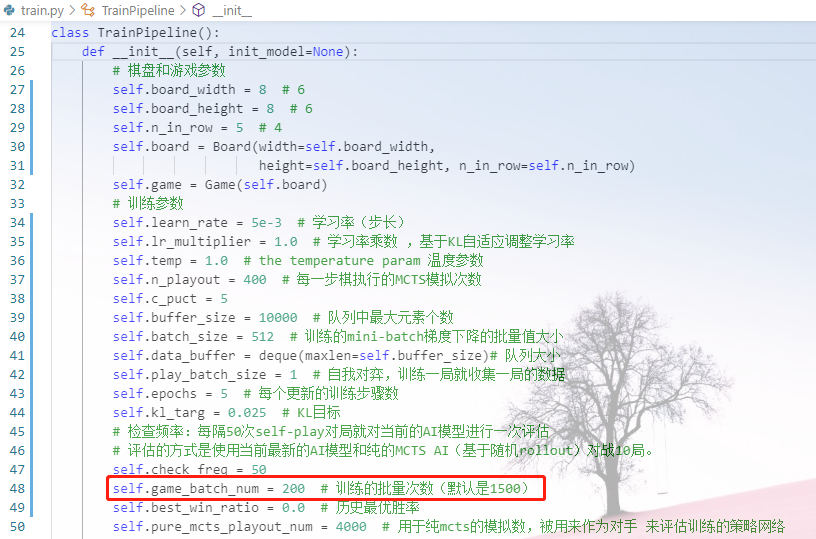 train.py > TrainPipeline > __init__
24 class TrainPipeline():
25 def __init__(self, init_model=None):
26 # 棋盘和游戏参数
27 self.board_width = 8 # 6
28 self.board_height = 8 # 6
29 self.n_in_row = 5 # 4
30 self.board = Board(width=self.board_width,
31 height=self.board_height, n_in_row=self.n_in_row)
32 self.game = Game(self.board)
33 # 训练参数
34 self.learn_rate = 5e-3 # 学习率（步长）
35 self.lr_multiplier = 1.0 # 学习率乘数 ，基于KL自适应调整学习率
36 self.temp = 1.0 # the temperature param 温度参数
37 self.n_playout = 400 # 每一步棋执行的MCTS模拟次数
38 self.c_puct = 5
39 self.buffer_size = 10000 # 队列中最大元素个数
40 self.batch_size = 512 # 训练的mini-batch梯度下降的批量值大小
41 self.data_buffer = deque(maxlen=self.buffer_size)# 队列大小
42 self.play_batch_size = 1 # 自我对弈，训练一局就收集一局的数据
43 self.epochs = 5 # 每个更新的训练步骤数
44 self.kl_targ = 0.025 # KL目标
45 # 检查频率：每隔50次self-play对局就对当前的AI模型进行一次评估
46 # 评估的方式是使用当前最新的AI模型和纯的MCTS AI（基于随机rollout）对战10局。
47 self.check_freq = 50
48 self.game_batch_num = 200 # 训练的批量次数（默认是1500）
49 self.best_win_ratio = 0.0 # 历史最优胜率
50 self.pure_mcts_playout_num = 4000 # 用于纯mcts的模拟数，被用来作为对手 来评估训练的策略网络